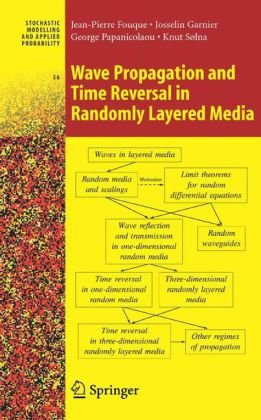 STOCHASTIC
MODELLING
AND APPLIED
PROBABILITY
56
Jean-Pierre Fouque • Josselin Garnier
George Papanicolaou • Knut Sølna
Wave Propagation and
Time Reversal in
Randomly Layered Media
Waves in layered media
Random media
and scalings
Motivation
Limit theorems
for random
differential equations
Wave reflection
and transmission
in one-dimensional
random media
Random
waveguides
Time reversal
in one-dimensional
random media
Three-dimensional
randomly layered
media
Time reversal
in three-dimensional
randomly layered media
Other regimes
of propagation
Springer